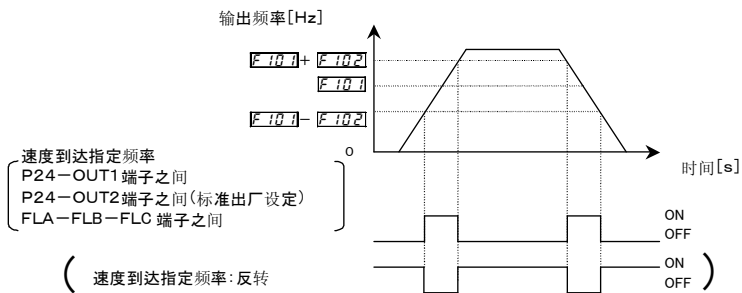 输出频率[Hz]
F101+ F102
F101
F101- F102
0
时间[s]
速度到达指定频率
P24-OUT1端子之间
P24-OUT2端子之间(标准出厂设定)
FLA-FLB-FLC 端子之间
ON
OFF
(速度到达指定频率:反转)
ON
OFF